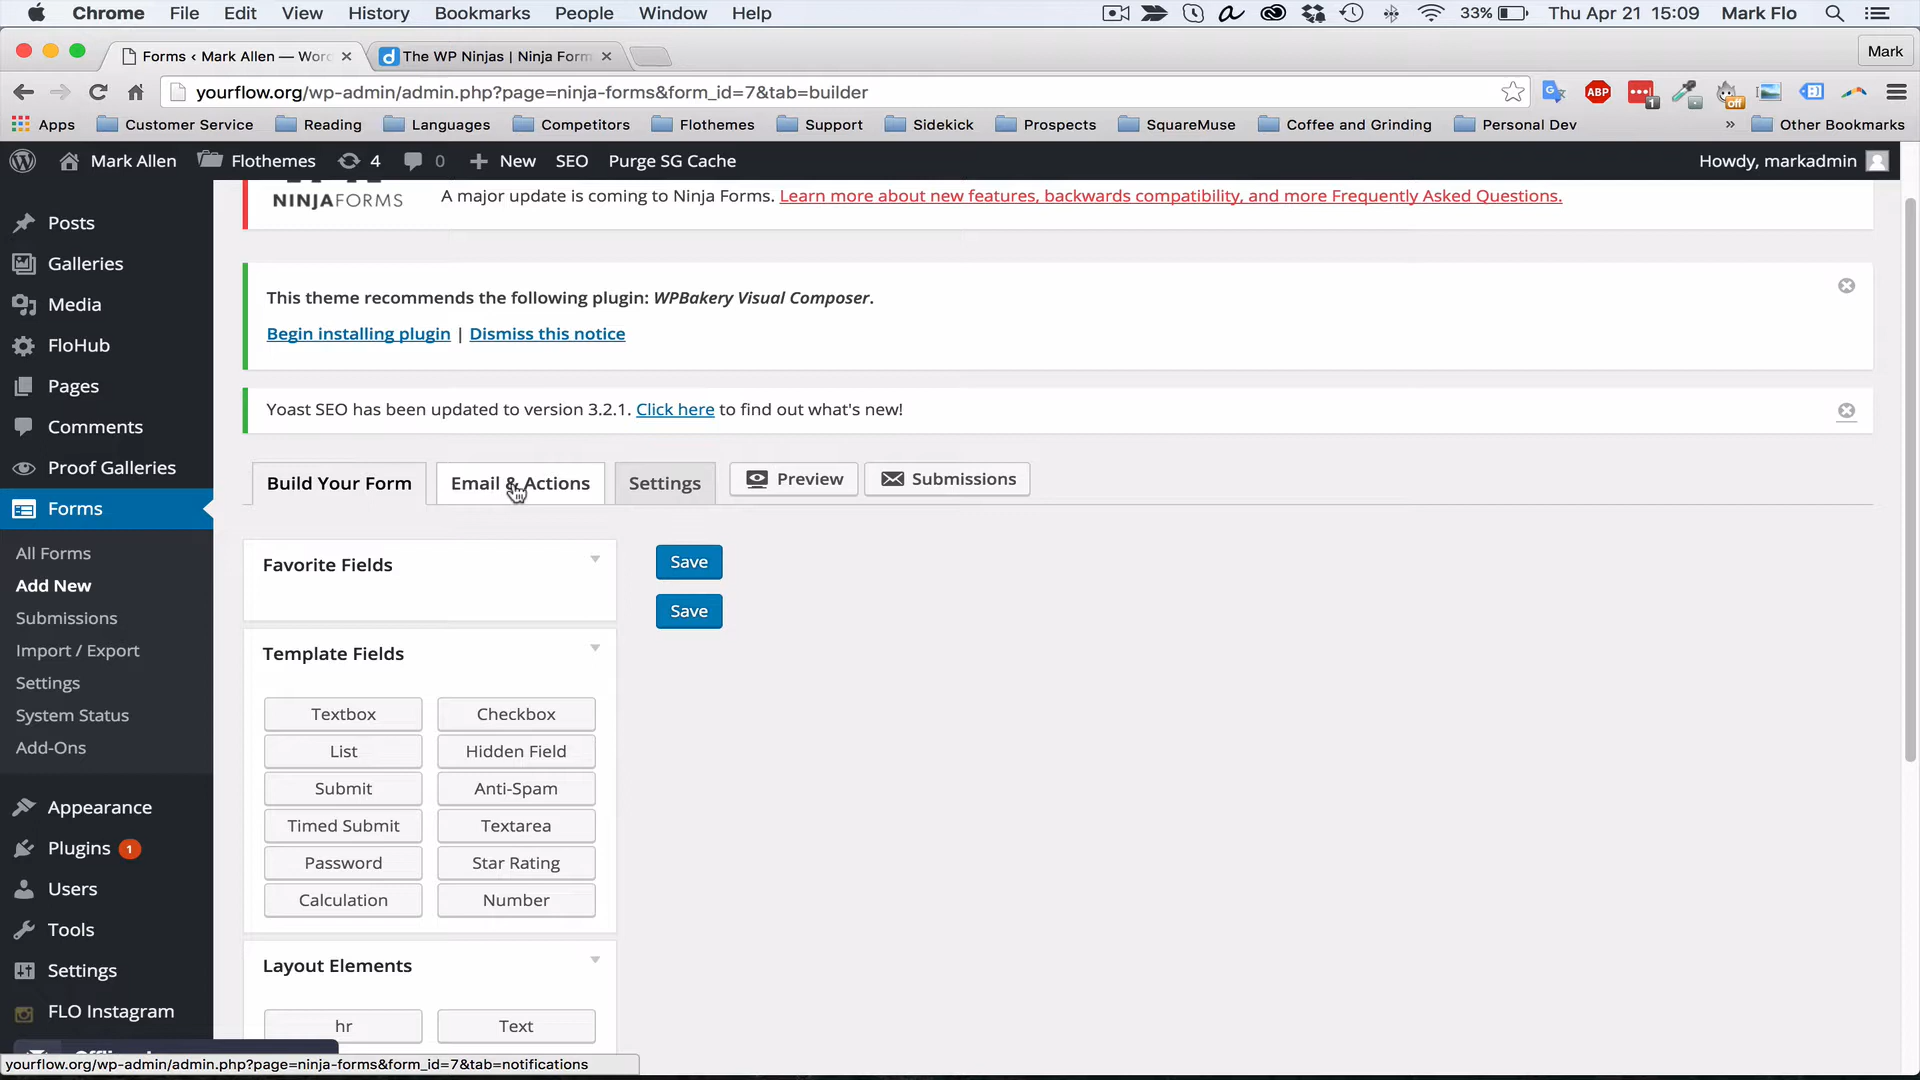 Chrome File Edit View History Bookmarks People Window Help 33% Thu Apr 21 15:09 Mark Flo
Forms ‹ Mark Allen — Worc The WP Ninjas | Ninja Form Mark
yourflow.org/wp-admin/admin.php?page=ninja-forms&form_id=7&tab=builder ABP 1 off
Apps Customer Service Reading Languages Competitors Flothemes Support Sidekick Prospects SquareMuse Coffee and Grinding Personal Dev » Other Bookmarks
Mark Allen Flothemes 4 0 New SEO Purge SG Cache Howdy, markadmin
NINJAFORMS A major update is coming to Ninja Forms. Learn more about new features, backwards compatibility, and more Frequently Asked Questions.
Posts
Galleries
Media
FloHub
Pages
Comments
Proof Galleries
Forms
All Forms
Add New
Submissions
Import / Export
Settings
System Status
Add-Ons
Appearance
Plugins 1
Users
Tools
Settings
FLO Instagram
This theme recommends the following plugin: WPBakery Visual Composer.
Begin installing plugin | Dismiss this notice
Yoast SEO has been updated to version 3.2.1. Click here to find out what's new!
Build Your Form Email & Actions Settings Preview Submissions
Favorite Fields
Save
Save
Template Fields
Textbox Checkbox
List Hidden Field
Submit Anti-Spam
Timed Submit Textarea
Password Star Rating
Calculation Number
Layout Elements
hr Text
yourflow.org/wp-admin/admin.php?page=ninja-forms&form_id=7&tab=notifications